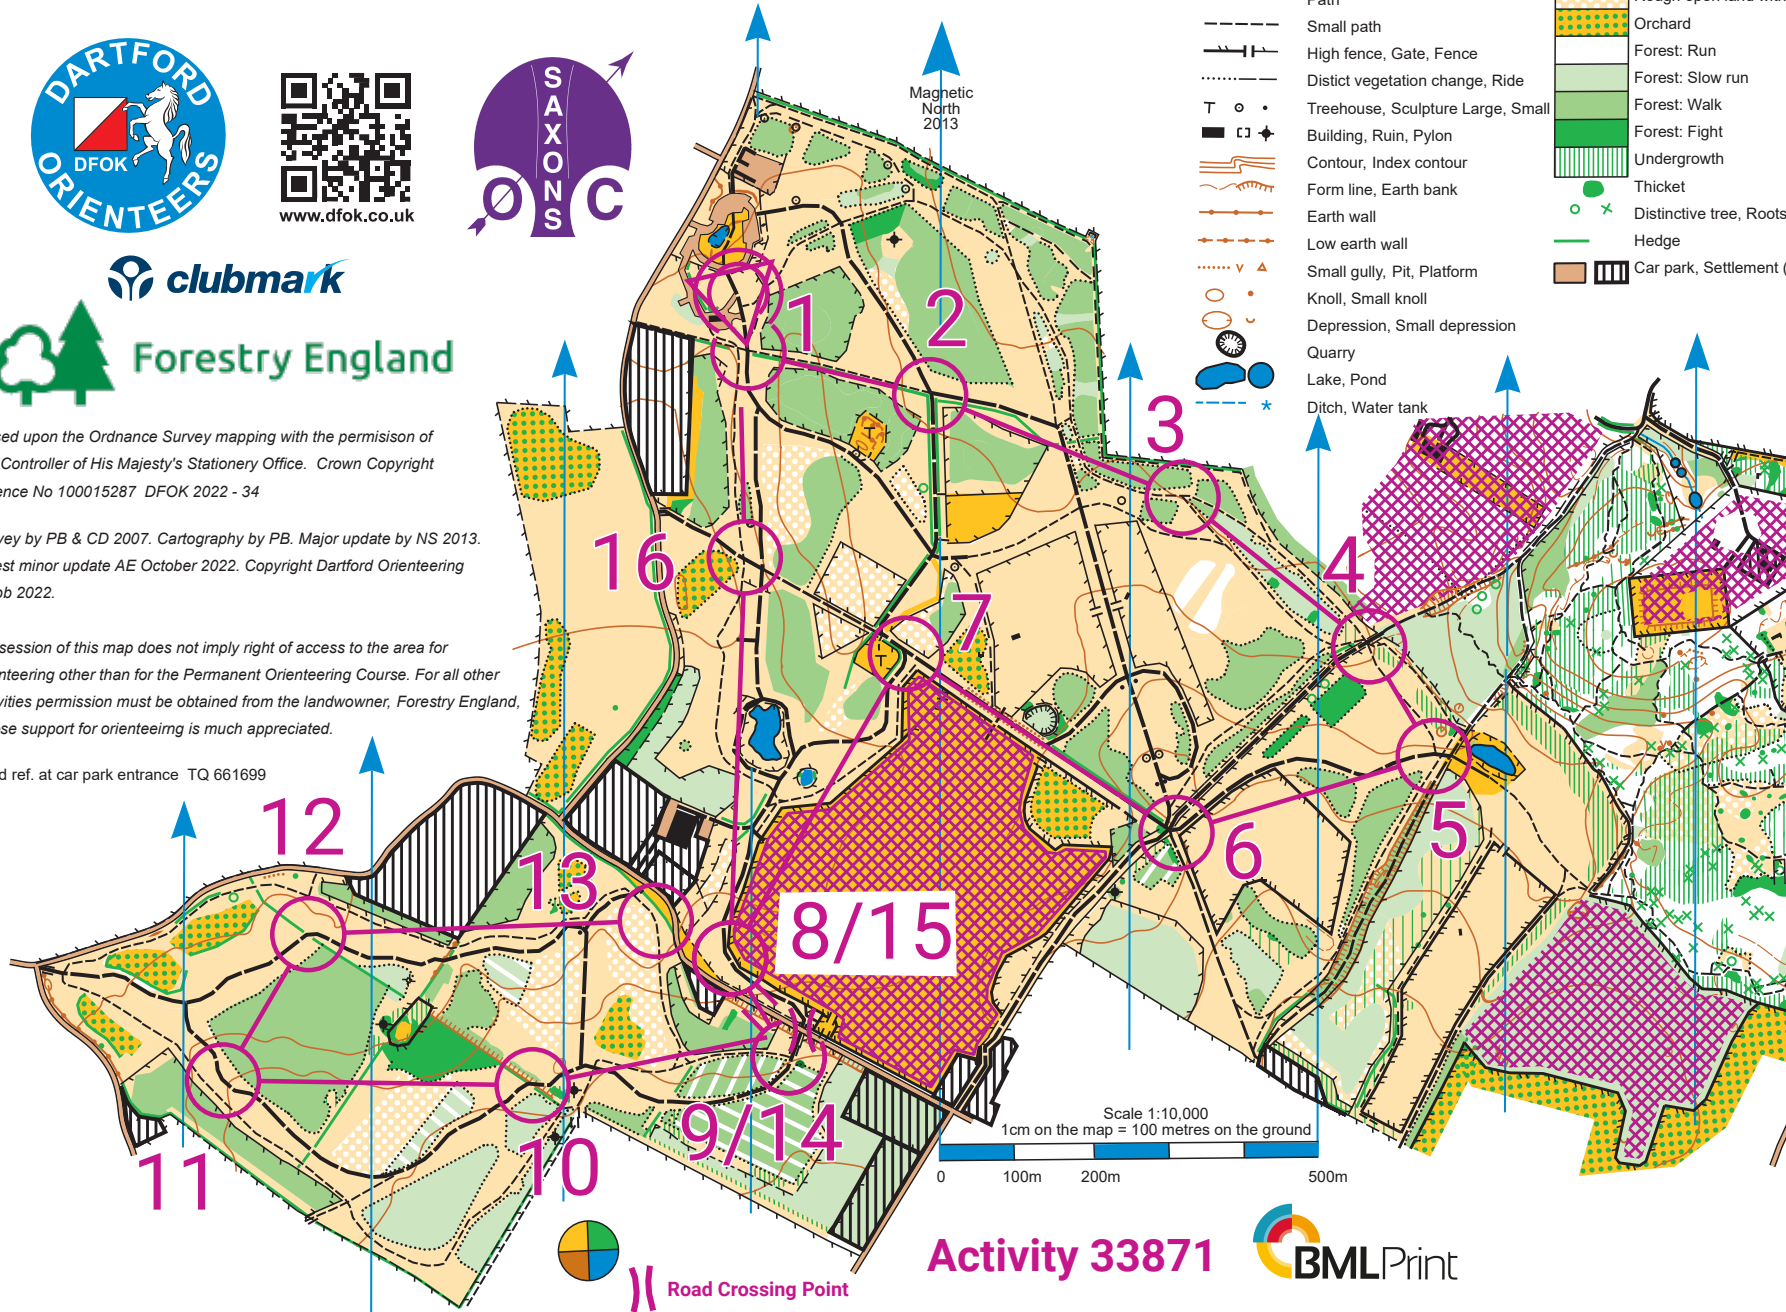 DARTFORD
DFOK
ORIENTEERS
www.dfok.co.uk
SAXONS
O C
clubmark
Forestry England
sed upon the Ordnance Survey mapping with the permisison of
Controller of His Majesty's Stationery Office. Crown Copyright
ence No 100015287 DFOK 2022 - 34
vey by PB & CD 2007. Cartography by PB. Major update by NS 2013.
est minor update AE October 2022. Copyright Dartford Orienteering
ob 2022.
session of this map does not imply right of access to the area for
nteering other than for the Permanent Orienteering Course. For all other
vities permission must be obtained from the landowner, Forestry England,
ose support for orienteeirng is much appreciated.
d ref. at car park entrance TQ 661699
Magnetic
North
2013
Path
Small path
High fence, Gate, Fence
Distict vegetation change, Ride
Treehouse, Sculpture Large, Small
Building, Ruin, Pylon
Contour, Index contour
Form line, Earth bank
Earth wall
Low earth wall
Small gully, Pit, Platform
Knoll, Small knoll
Depression, Small depression
Quarry
Lake, Pond
Ditch, Water tank
Rough open land with
Orchard
Forest: Run
Forest: Slow run
Forest: Walk
Forest: Fight
Undergrowth
Thicket
Distinctive tree, Roots
Hedge
Car park, Settlement (
1
2
3
4
16
7
5
6
12
13
8/15
9/14
10
11
Scale 1:10,000
1cm on the map = 100 metres on the ground
0 100m 200m 500m
Activity 33871
BMLPrint
Road Crossing Point